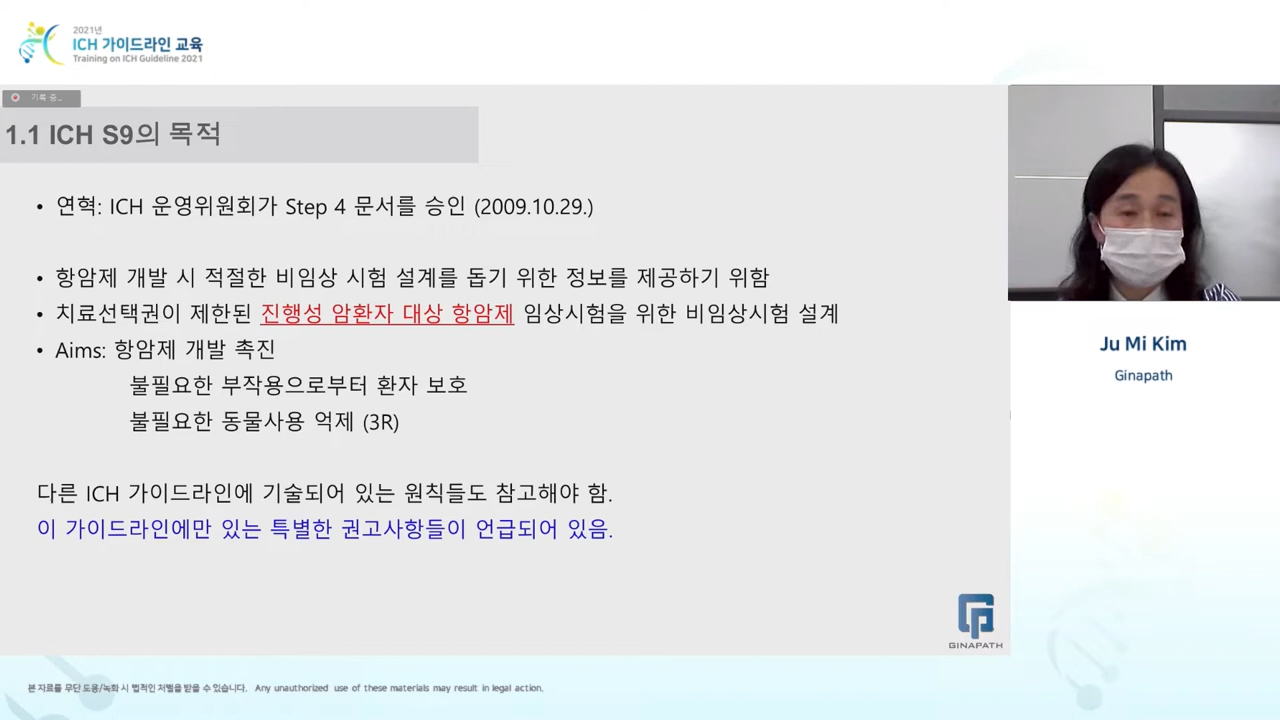 2021년
ICH 가이드라인 교육
Training on ICH Guideline 2021
기록 중...
1.1 ICH S9의 목적
• 연혁: ICH 운영위원회가 Step 4 문서를 승인 (2009.10.29.)
• 항암제 개발 시 적절한 비임상 시험 설계를 돕기 위한 정보를 제공하기 위함
• 치료선택권이 제한된 진행성 암환자 대상 항암제 임상시험을 위한 비임상시험 설계
• Aims: 항암제 개발 촉진
불필요한 부작용으로부터 환자 보호
불필요한 동물사용 억제 (3R)
다른 ICH 가이드라인에 기술되어 있는 원칙들도 참고해야 함.
이 가이드라인에만 있는 특별한 권고사항들이 언급되어 있음.
GINAPATH
Ju Mi Kim
Ginapath
본 자료를 무단 도용/녹화 시 법적인 처벌을 받을 수 있습니다. Any unauthorized use of these materials may result in legal action.